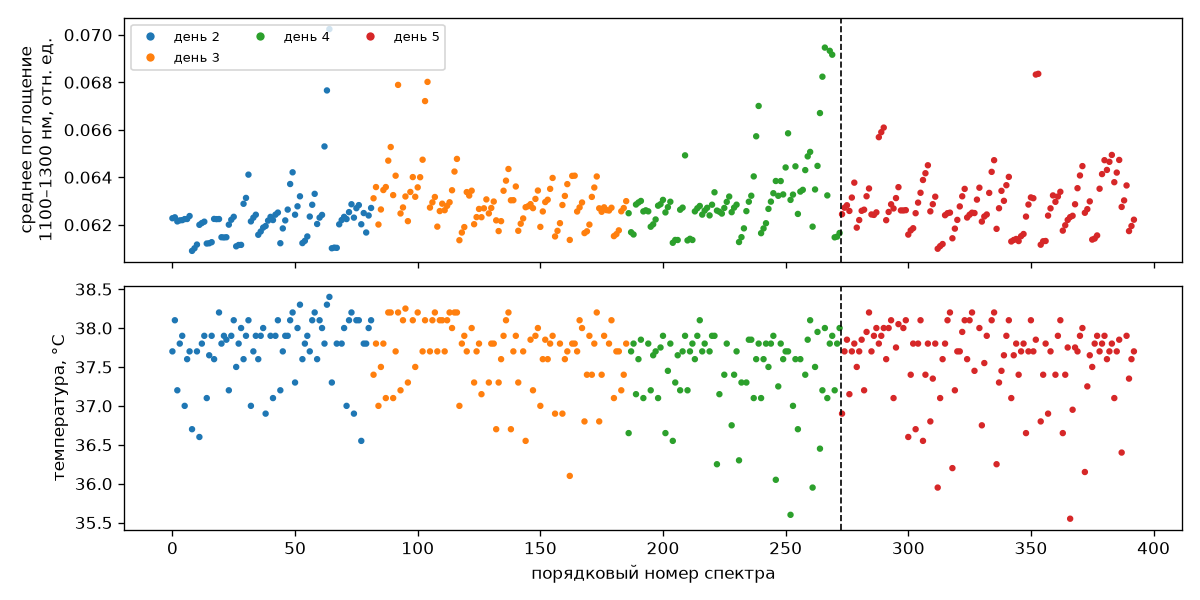 среднее поглощение
1100–1300 нм, отн. ед.
0.070
0.068
0.066
0.064
0.062
день 2 день 4 день 5
день 3
температура, °C
38.5
38.0
37.5
37.0
36.5
36.0
35.5
0 50 100 150 200 250 300 350 400
порядковый номер спектра